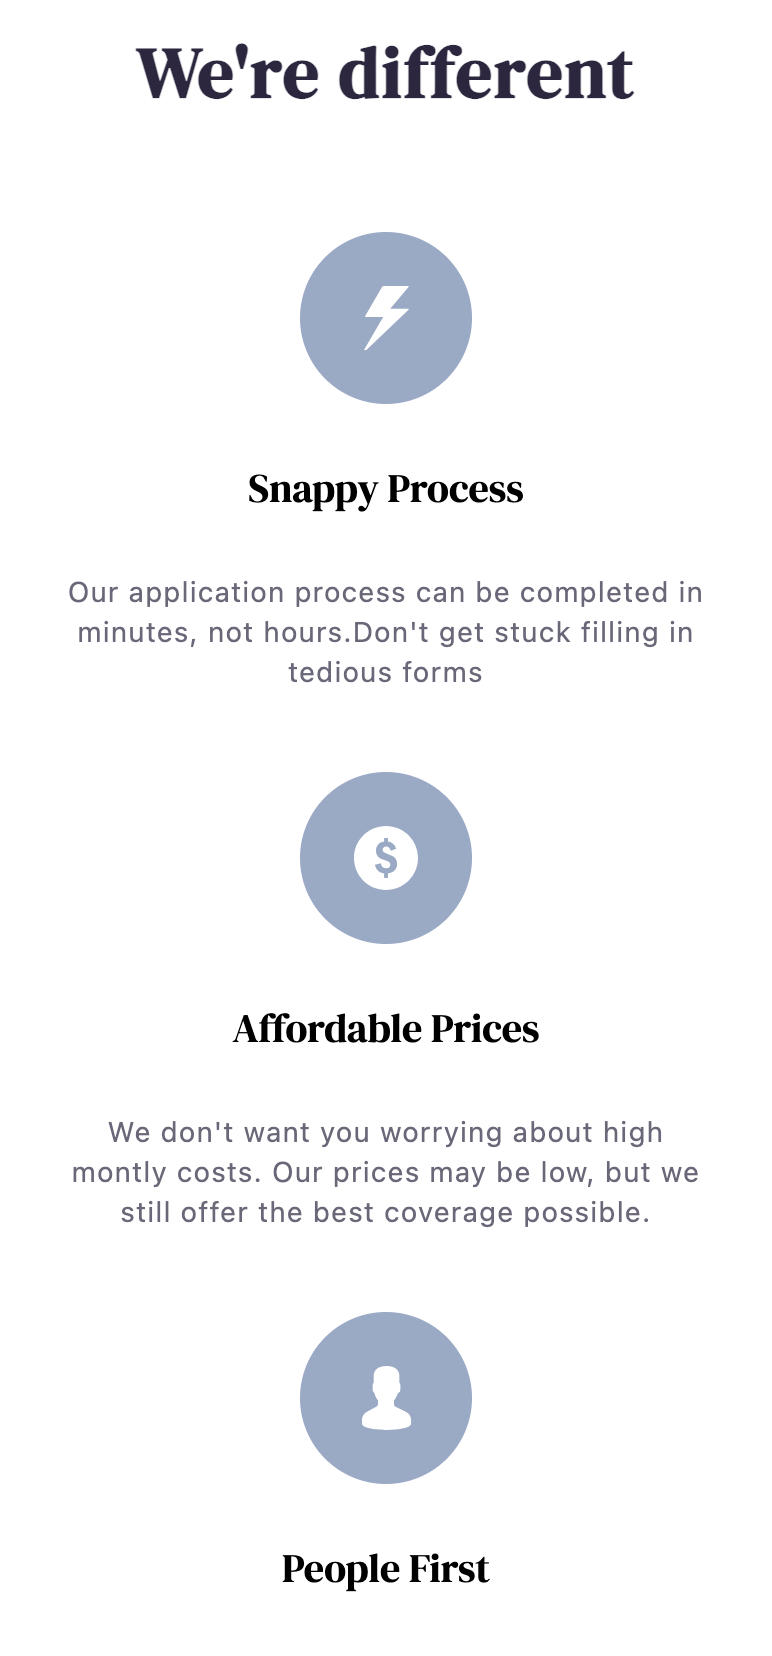 We're different
Snappy Process
Our application process can be completed in
minutes, not hours.Don't get stuck filling in
tedious forms
$
Affordable Prices
We don't want you worrying about high
montly costs. Our prices may be low, but we
still offer the best coverage possible.
People First